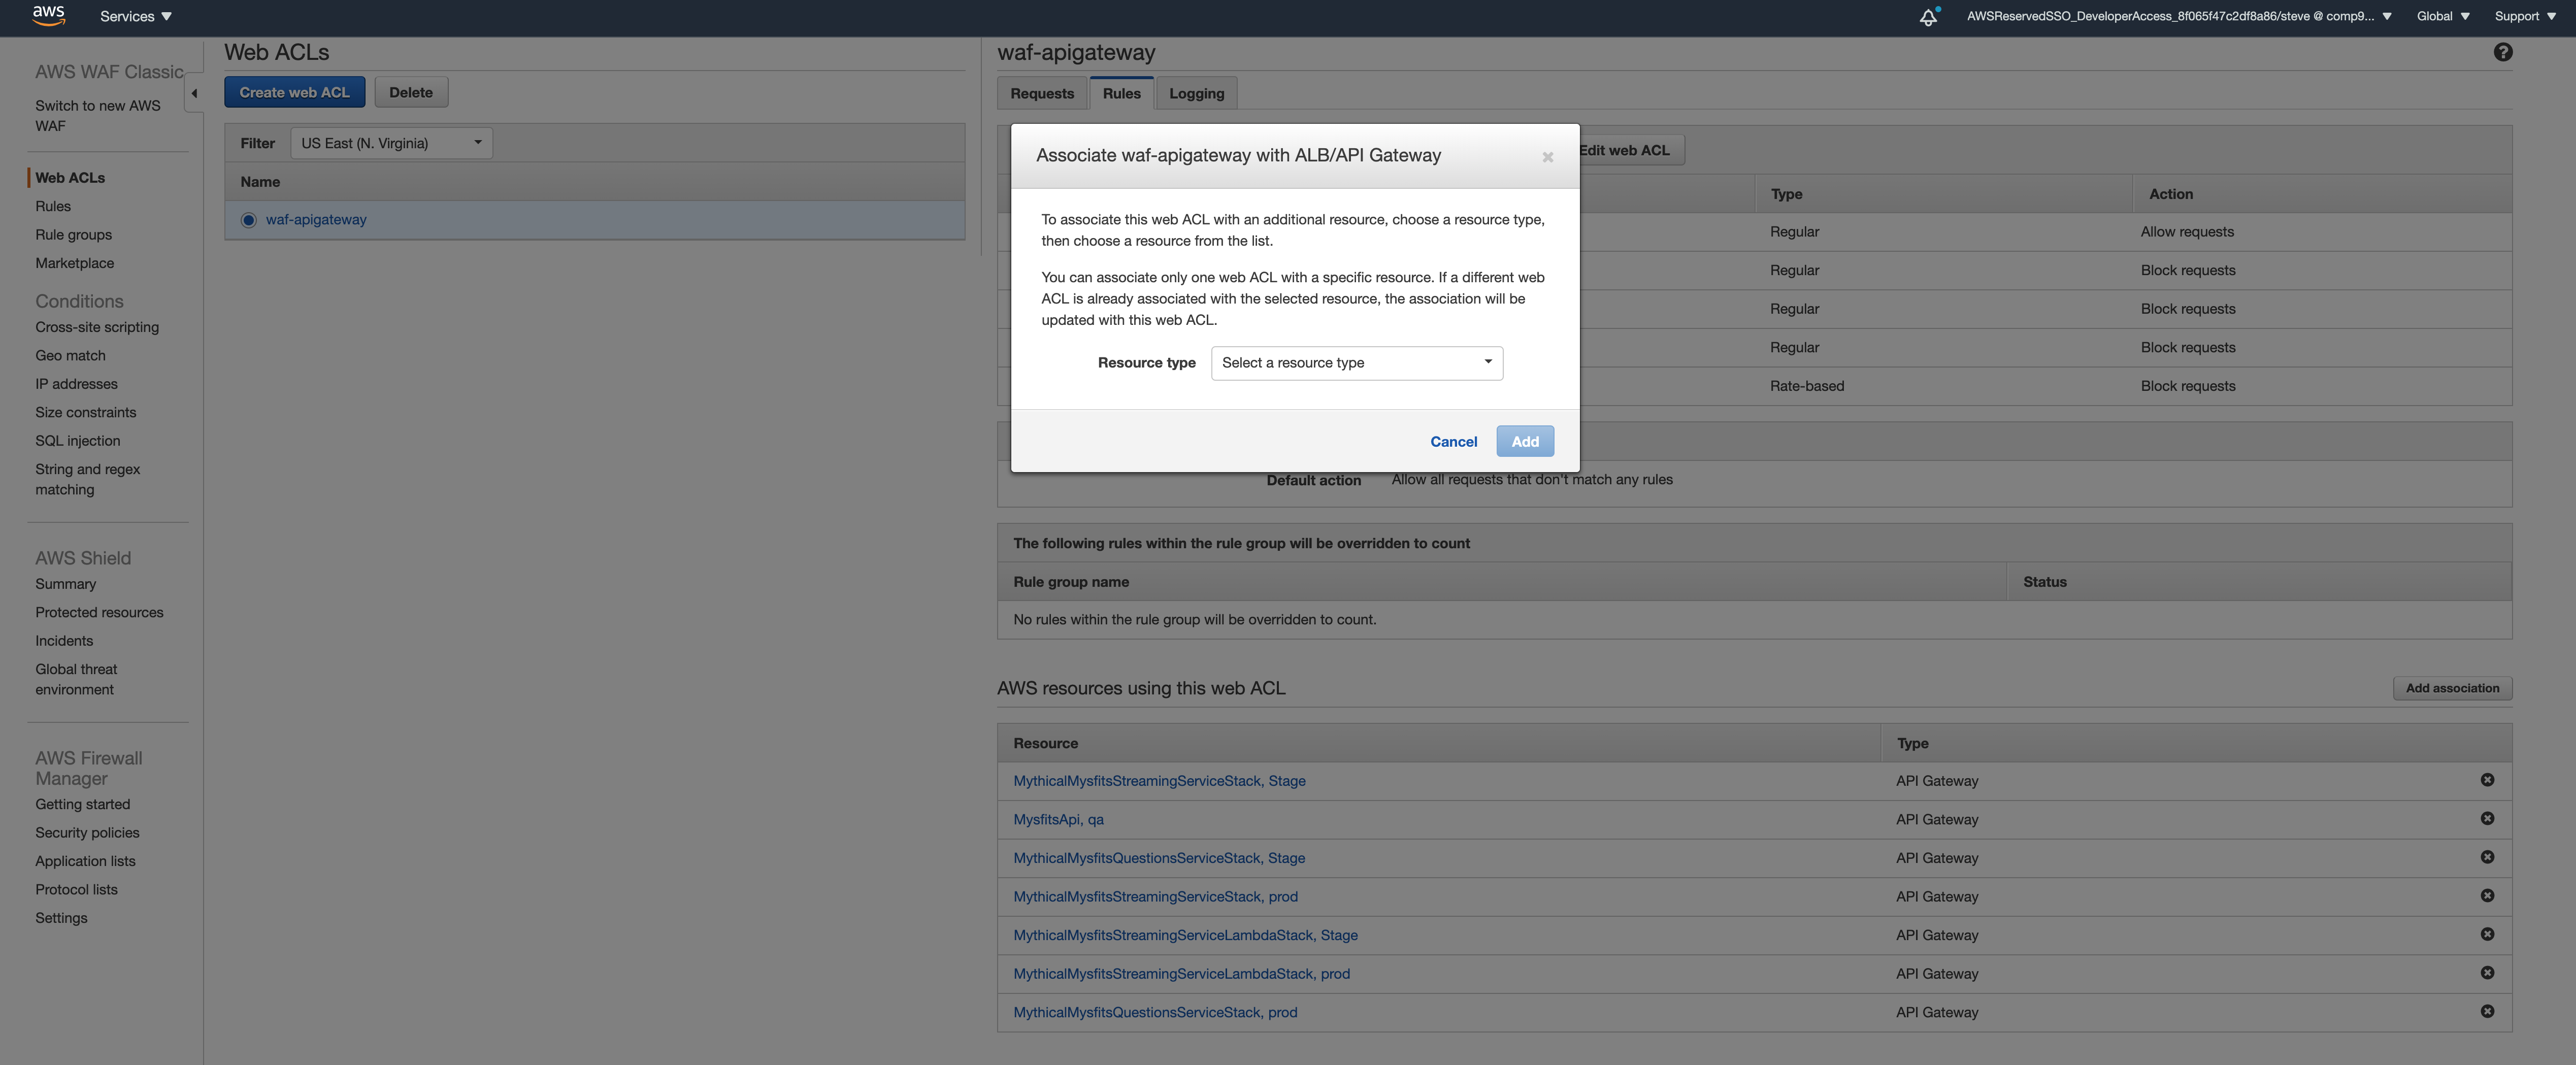 aws
Services
AWSReservedSSO_DeveloperAccess_8f065f47c2df8a86/steve @ comp9...
Global
Support
AWS WAF Classic
Switch to new AWS
WAF
Web ACLs
Rules
Rule groups
Marketplace
Conditions
Cross-site scripting
Geo match
IP addresses
Size constraints
SQL injection
String and regex
matching
AWS Shield
Summary
Protected resources
Incidents
Global threat
environment
AWS Firewall
Manager
Getting started
Security policies
Application lists
Protocol lists
Settings
Web ACLs
Create web ACL
Delete
Filter
US East (N. Virginia)
Name
waf-apigateway
waf-apigateway
Requests
Rules
Logging
Edit web ACL
Type
Action
Regular
Allow requests
Regular
Block requests
Regular
Block requests
Regular
Block requests
Rate-based
Block requests
Associate waf-apigateway with ALB/API Gateway
To associate this web ACL with an additional resource, choose a resource type,
then choose a resource from the list.
You can associate only one web ACL with a specific resource. If a different web
ACL is already associated with the selected resource, the association will be
updated with this web ACL.
Resource type
Select a resource type
Cancel
Add
Default action
Allow all requests that don't match any rules
The following rules within the rule group will be overridden to count
Rule group name
Status
No rules within the rule group will be overridden to count.
AWS resources using this web ACL
Add association
Resource
Type
MythicalMysfitsStreamingServiceStack, Stage
API Gateway
MysfitsApi, qa
API Gateway
MythicalMysfitsQuestionsServiceStack, Stage
API Gateway
MythicalMysfitsStreamingServiceStack, prod
API Gateway
MythicalMysfitsStreamingServiceLambdaStack, Stage
API Gateway
MythicalMysfitsStreamingServiceLambdaStack, prod
API Gateway
MythicalMysfitsQuestionsServiceStack, prod
API Gateway